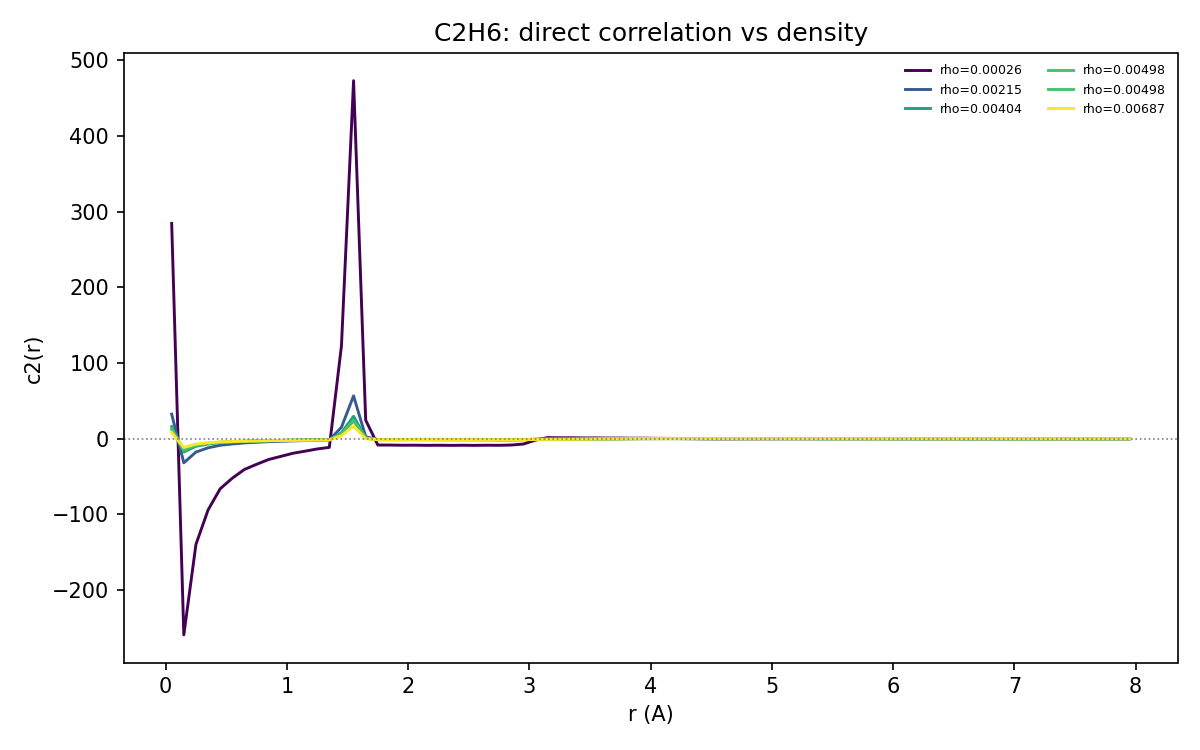 C2H6: direct correlation vs density
rho=0.00026
rho=0.00215
rho=0.00404
rho=0.00498
rho=0.00498
rho=0.00687
c2(r)
500
400
300
200
100
0
−100
−200
0 1 2 3 4 5 6 7 8
r (A)